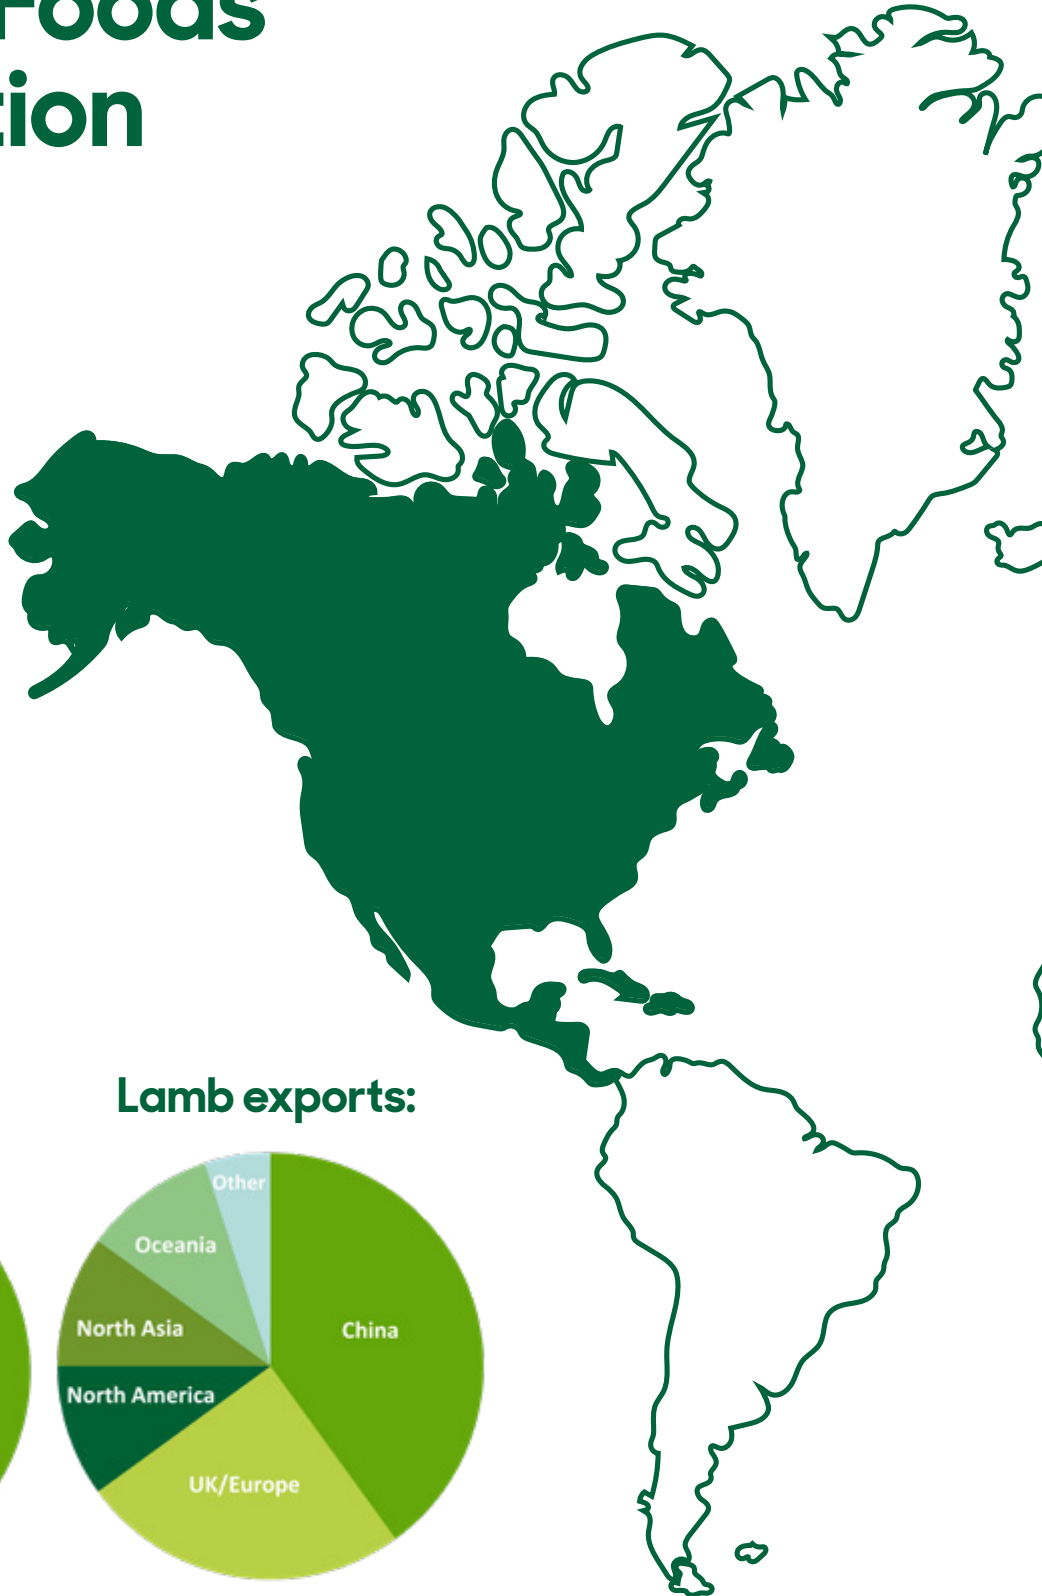 Foods
tion
Lamb exports:
Other
Oceania
China
North Asia
North America
UK/Europe